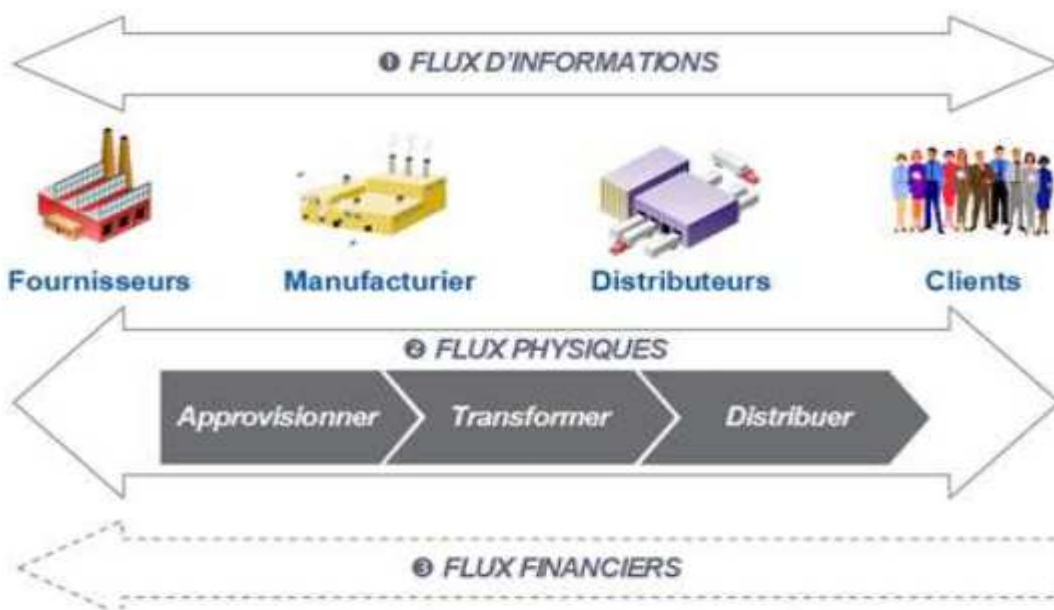 ❶ FLUX D'INFORMATIONS
Fournisseurs Manufacturier Distributeurs Clients
❷ FLUX PHYSIQUES
Approvisionner Transformer Distribuer
❸ FLUX FINANCIERS